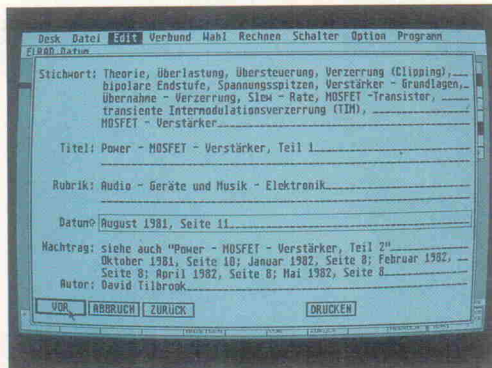 Desk Datei Edit Verbund Wahl Rechnen Schalter Option Programm
ELRAD Datum
Stichwort: Theorie, Überlastung, Übersteuerung, Verzerrung (Clipping),
bipolare Endstufe, Spannungsspitzen, Verstärker - Grundlagen,
Übernahme - Verzerrung, Slew - Rate, MOSFET -Transistor,
transiente Intermodulationsverzerrung (TIM),
MOSFET - Verstärker
Titel: Power - MOSFET - Verstärker, Teil 1
Rubrik: Audio - Geräte und Musik - Elektronik
Datum: August 1981, Seite 11
Nachtrag: siehe auch "Power - MOSFET - Verstärker, Teil 2"
Oktober 1981, Seite 10; Januar 1982, Seite 8; Februar 1982,
Seite 8; April 1982, Seite 8; Mai 1982, Seite 8
Autor: David Tilbrook
VOR ABBRUCH ZURÜCK DRUCKEN